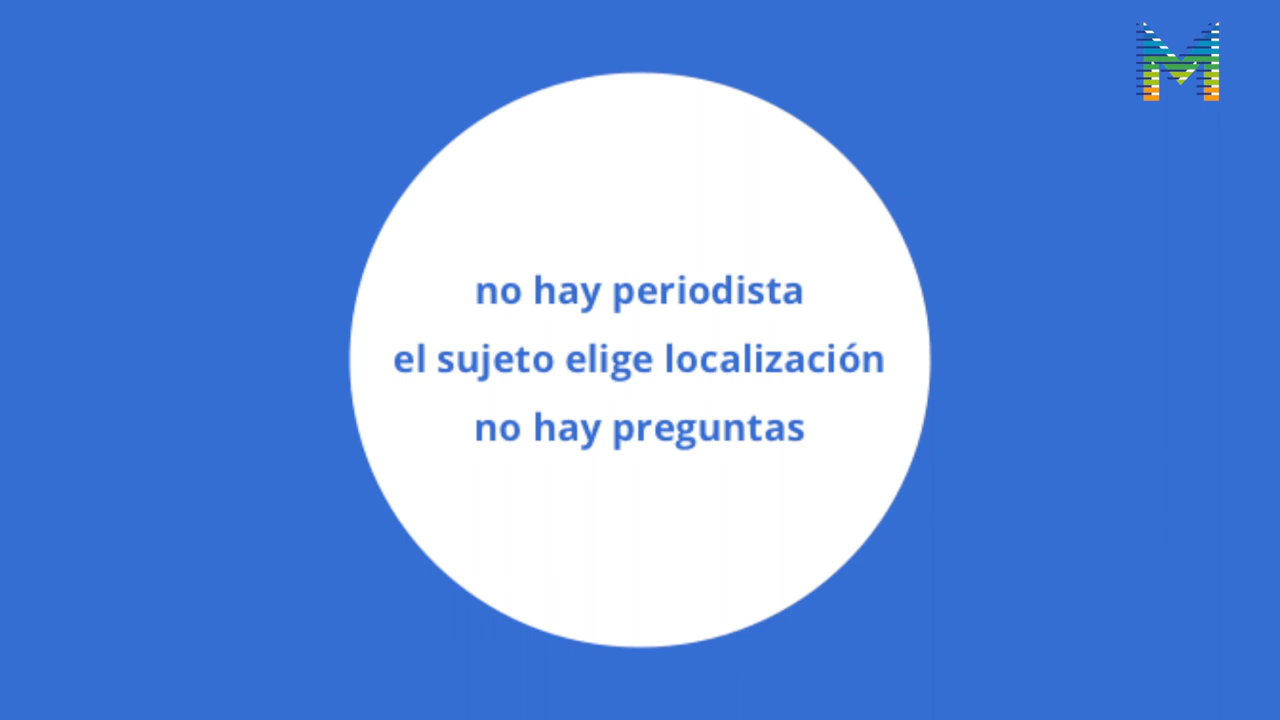 no hay periodista
el sujeto elige localización
no hay preguntas
M